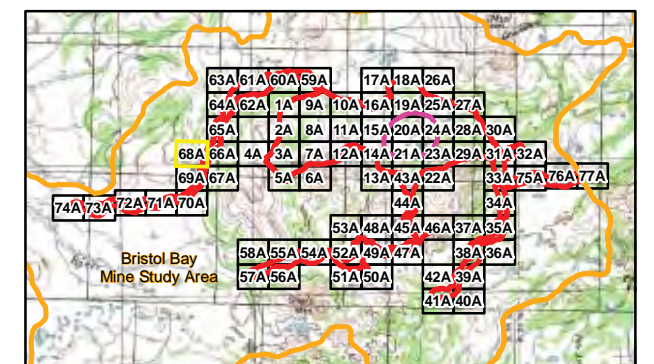 63A 61A 60A 59A 17A 18A 26A
64A 62A 1A 9A 10A 16A 19A 25A 27A
65A 2A 8A 11A 15A 20A 24A 28A 30A
68A 66A 4A 3A 7A 12A 14A 21A 23A 29A 31A 32A
69A 67A 5A 6A 13A 43A 22A 33A 75A 76A 77A
74A 73A 72A 71A 70A 44A 34A
53A 48A 45A 46A 37A 35A
58A 55A 54A 52A 49A 47A 38A 36A
57A 56A 51A 50A 42A 39A
41A 40A
Bristol Bay
Mine Study Area